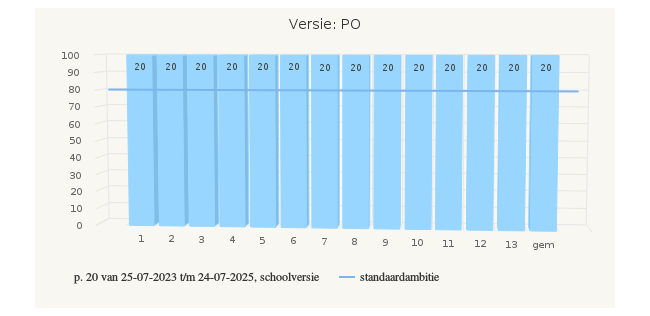 Versie: PO
100
90
80
70
60
50
40
30
20
10
0
20 20 20 20 20 20 20 20 20 20 20 20 20 20
1 2 3 4 5 6 7 8 9 10 11 12 13 gem
p. 20 van 25-07-2023 t/m 24-07-2025, schoolversie standaardambitie